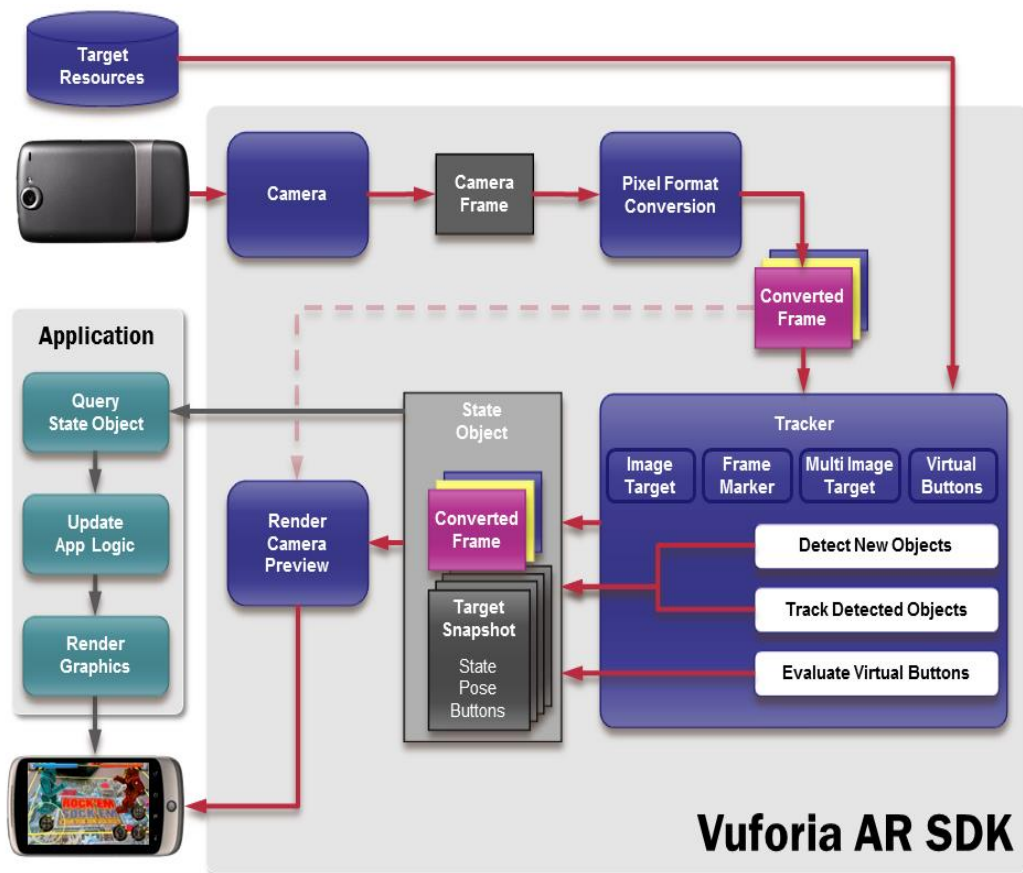 Target
Resources
Camera
Camera
Frame
Pixel Format
Conversion
Converted
Frame
Application
Query
State Object
Update
App Logic
Render
Graphics
State
Object
Converted
Frame
Target
Snapshot
State
Pose
Buttons
Render
Camera
Preview
Tracker
Image
Target
Frame
Marker
Multi Image
Target
Virtual
Buttons
Detect New Objects
Track Detected Objects
Evaluate Virtual Buttons
ROCK'EM
Vuforia AR SDK